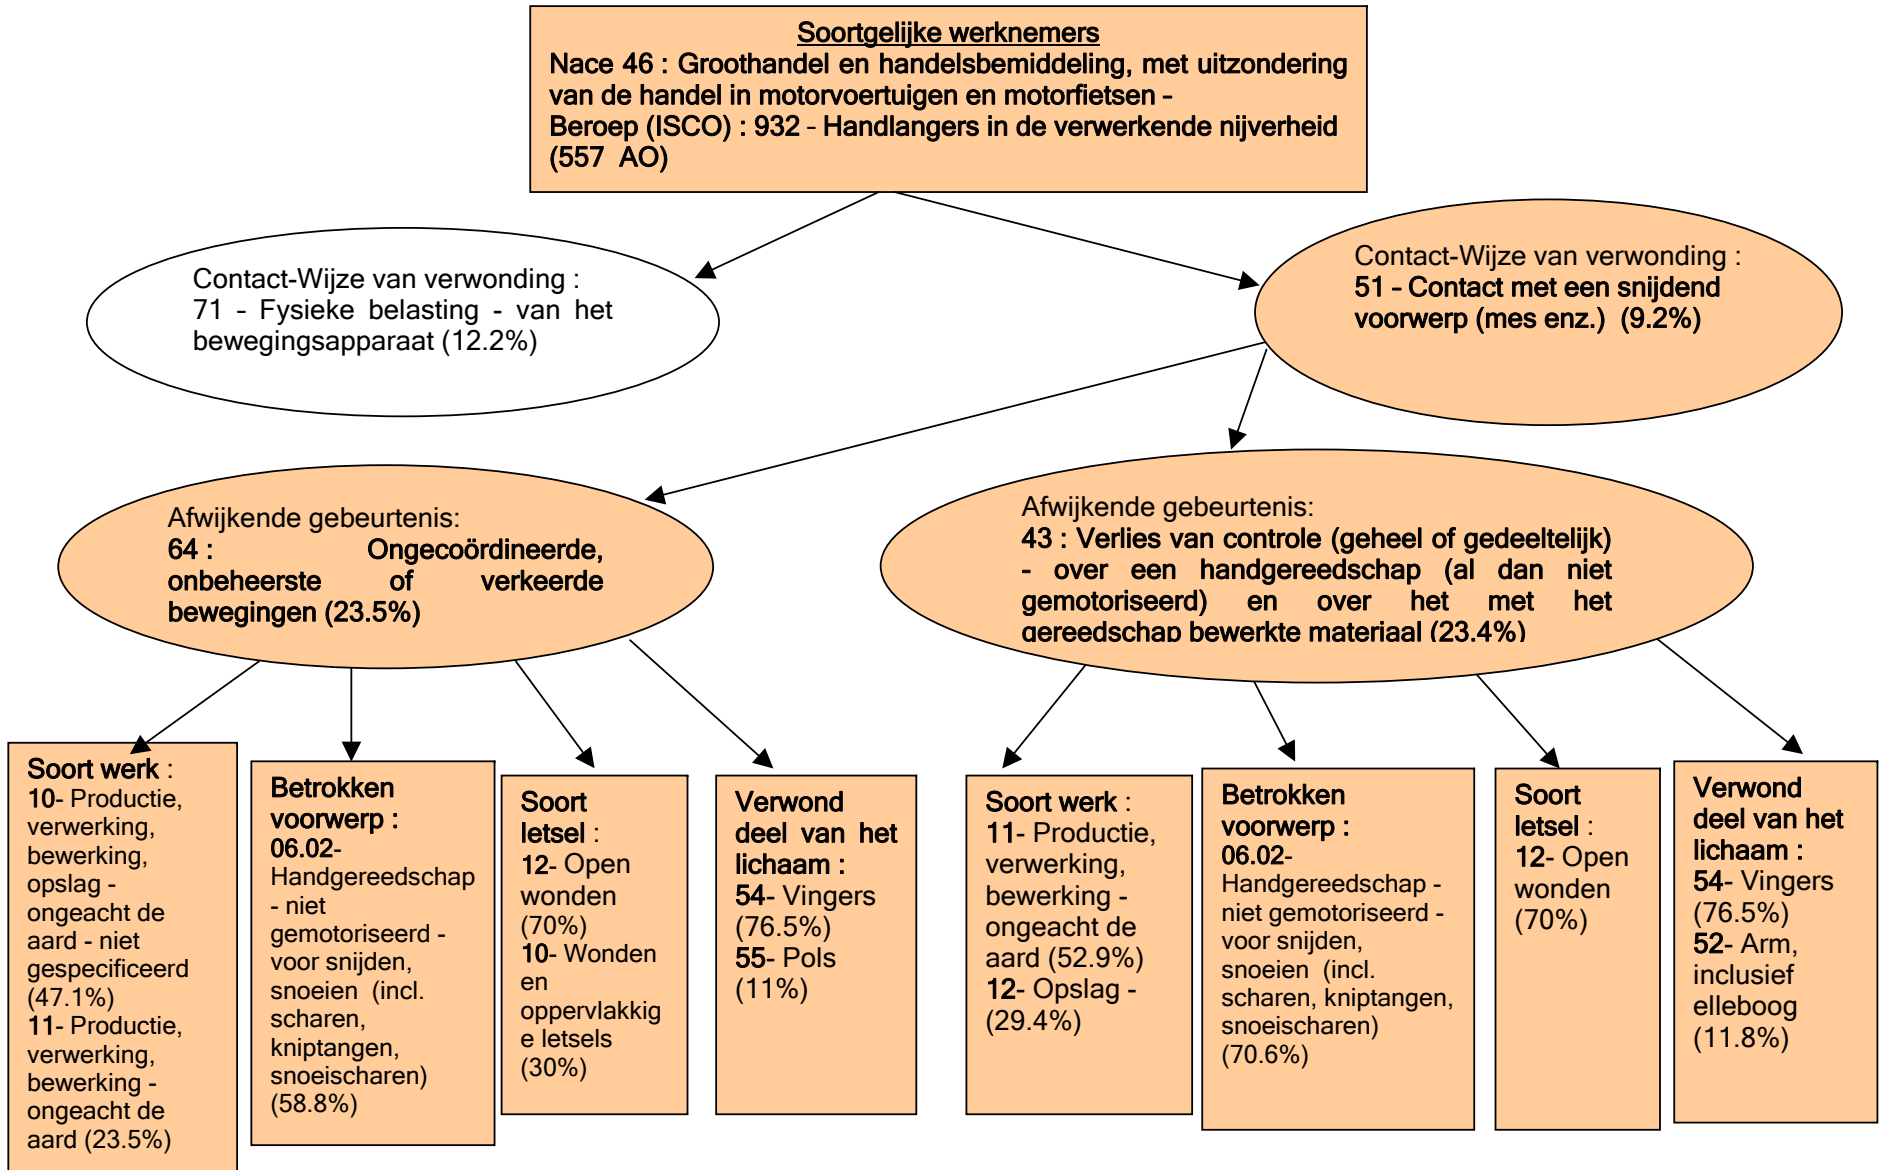 Soortgelijke werknemers
Nace 46 : Groothandel en handelsbemiddeling, met uitzondering
van de handel in motorvoertuigen en motorfietsen –
Beroep (ISCO) : 932 – Handlangers in de verwerkende nijverheid
(557 AO)
Contact-Wijze van verwonding :
71 – Fysieke belasting - van het
bewegingsapparaat (12.2%)
Contact-Wijze van verwonding :
51 – Contact met een snijdend
voorwerp (mes enz.) (9.2%)
Afwijkende gebeurtenis:
64 : Ongecoördineerde,
onbeheerste of verkeerde
bewegingen (23.5%)
Afwijkende gebeurtenis:
43 : Verlies van controle (geheel of gedeeltelijk)
- over een handgereedschap (al dan niet
gemotoriseerd) en over het met het
gereedschap bewerkte materiaal (23.4%)
Soort werk :
10- Productie,
verwerking,
bewerking,
opslag -
ongeacht de
aard - niet
gespecificeerd
(47.1%)
11- Productie,
verwerking,
bewerking -
ongeacht de
aard (23.5%)
Betrokken
voorwerp :
06.02-
Handgereedschap
- niet
gemotoriseerd -
voor snijden,
snoeien (incl.
scharen,
kniptangen,
snoeischaren)
(58.8%)
Soort
letsel :
12- Open
wonden
(70%)
10- Wonden
en
oppervlakkig
e letsels
(30%)
Verwond
deel van het
lichaam :
54- Vingers
(76.5%)
55- Pols
(11%)
Soort werk :
11- Productie,
verwerking,
bewerking -
ongeacht de
aard (52.9%)
12- Opslag -
(29.4%)
Betrokken
voorwerp :
06.02-
Handgereedschap -
niet gemotoriseerd -
voor snijden,
snoeien (incl.
scharen, kniptangen,
snoeischaren)
(70.6%)
Soort
letsel :
12- Open
wonden
(70%)
Verwond
deel van het
lichaam :
54- Vingers
(76.5%)
52- Arm,
inclusief
elleboog
(11.8%)